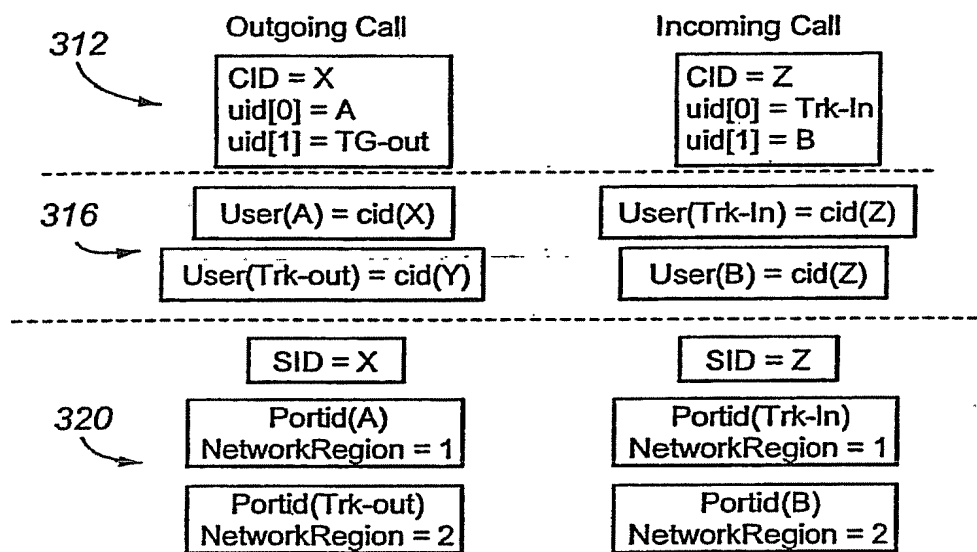 Outgoing Call
Incoming Call
312
CID = X
uid[0] = A
uid[1] = TG-out
CID = Z
uid[0] = Trk-In
uid[1] = B
316
User(A) = cid(X)
User(Trk-In) = cid(Z)
User(Trk-out) = cid(Y)
User(B) = cid(Z)
SID = X
SID = Z
320
Portid(A)
NetworkRegion = 1
Portid(Trk-In)
NetworkRegion = 1
Portid(Trk-out)
NetworkRegion = 2
Portid(B)
NetworkRegion = 2